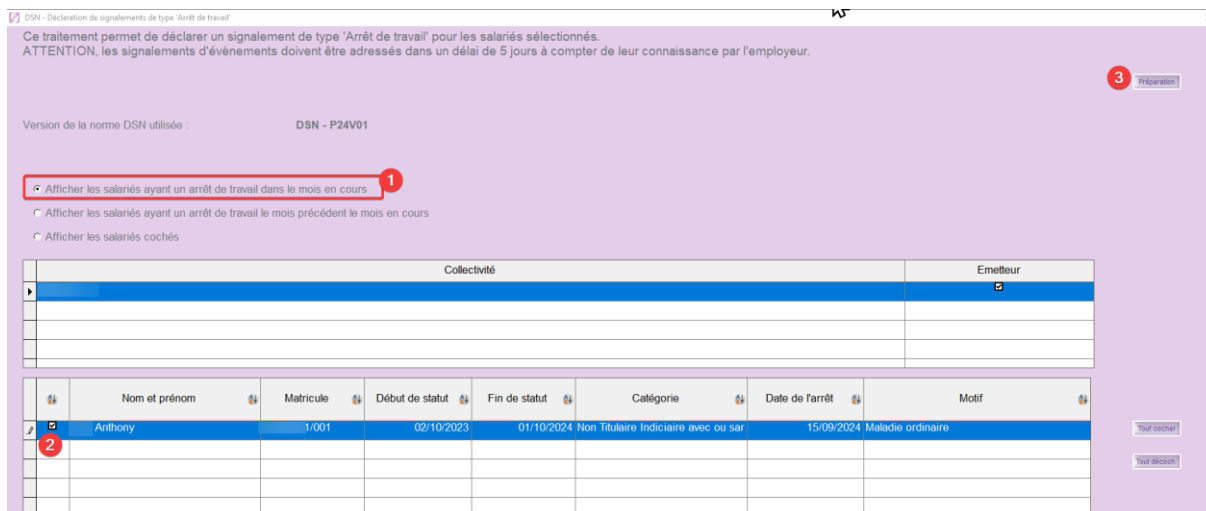 DSN - Déclaration de signalements de type 'Arrêt de travail'
Ce traitement permet de déclarer un signalement de type 'Arrêt de travail' pour les salariés sélectionnés.
ATTENTION, les signalements d'évènements doivent être adressés dans un délai de 5 jours à compter de leur connaissance par l'employeur.
3 Préparation
Version de la norme DSN utilisée : DSN - P24V01
Afficher les salariés ayant un arrêt de travail dans le mois en cours 1
Afficher les salariés ayant un arrêt de travail le mois précédent le mois en cours
Afficher les salariés cochés
Collectivité Emetteur
Nom et prénom Matricule Début de statut Fin de statut Catégorie Date de l'arrêt Motif
Anthony 1/001 02/10/2023 01/10/2024 Non Titulaire Indiciaire avec ou sar 15/09/2024 Maladie ordinaire Tout cocher
2
Tout décoch